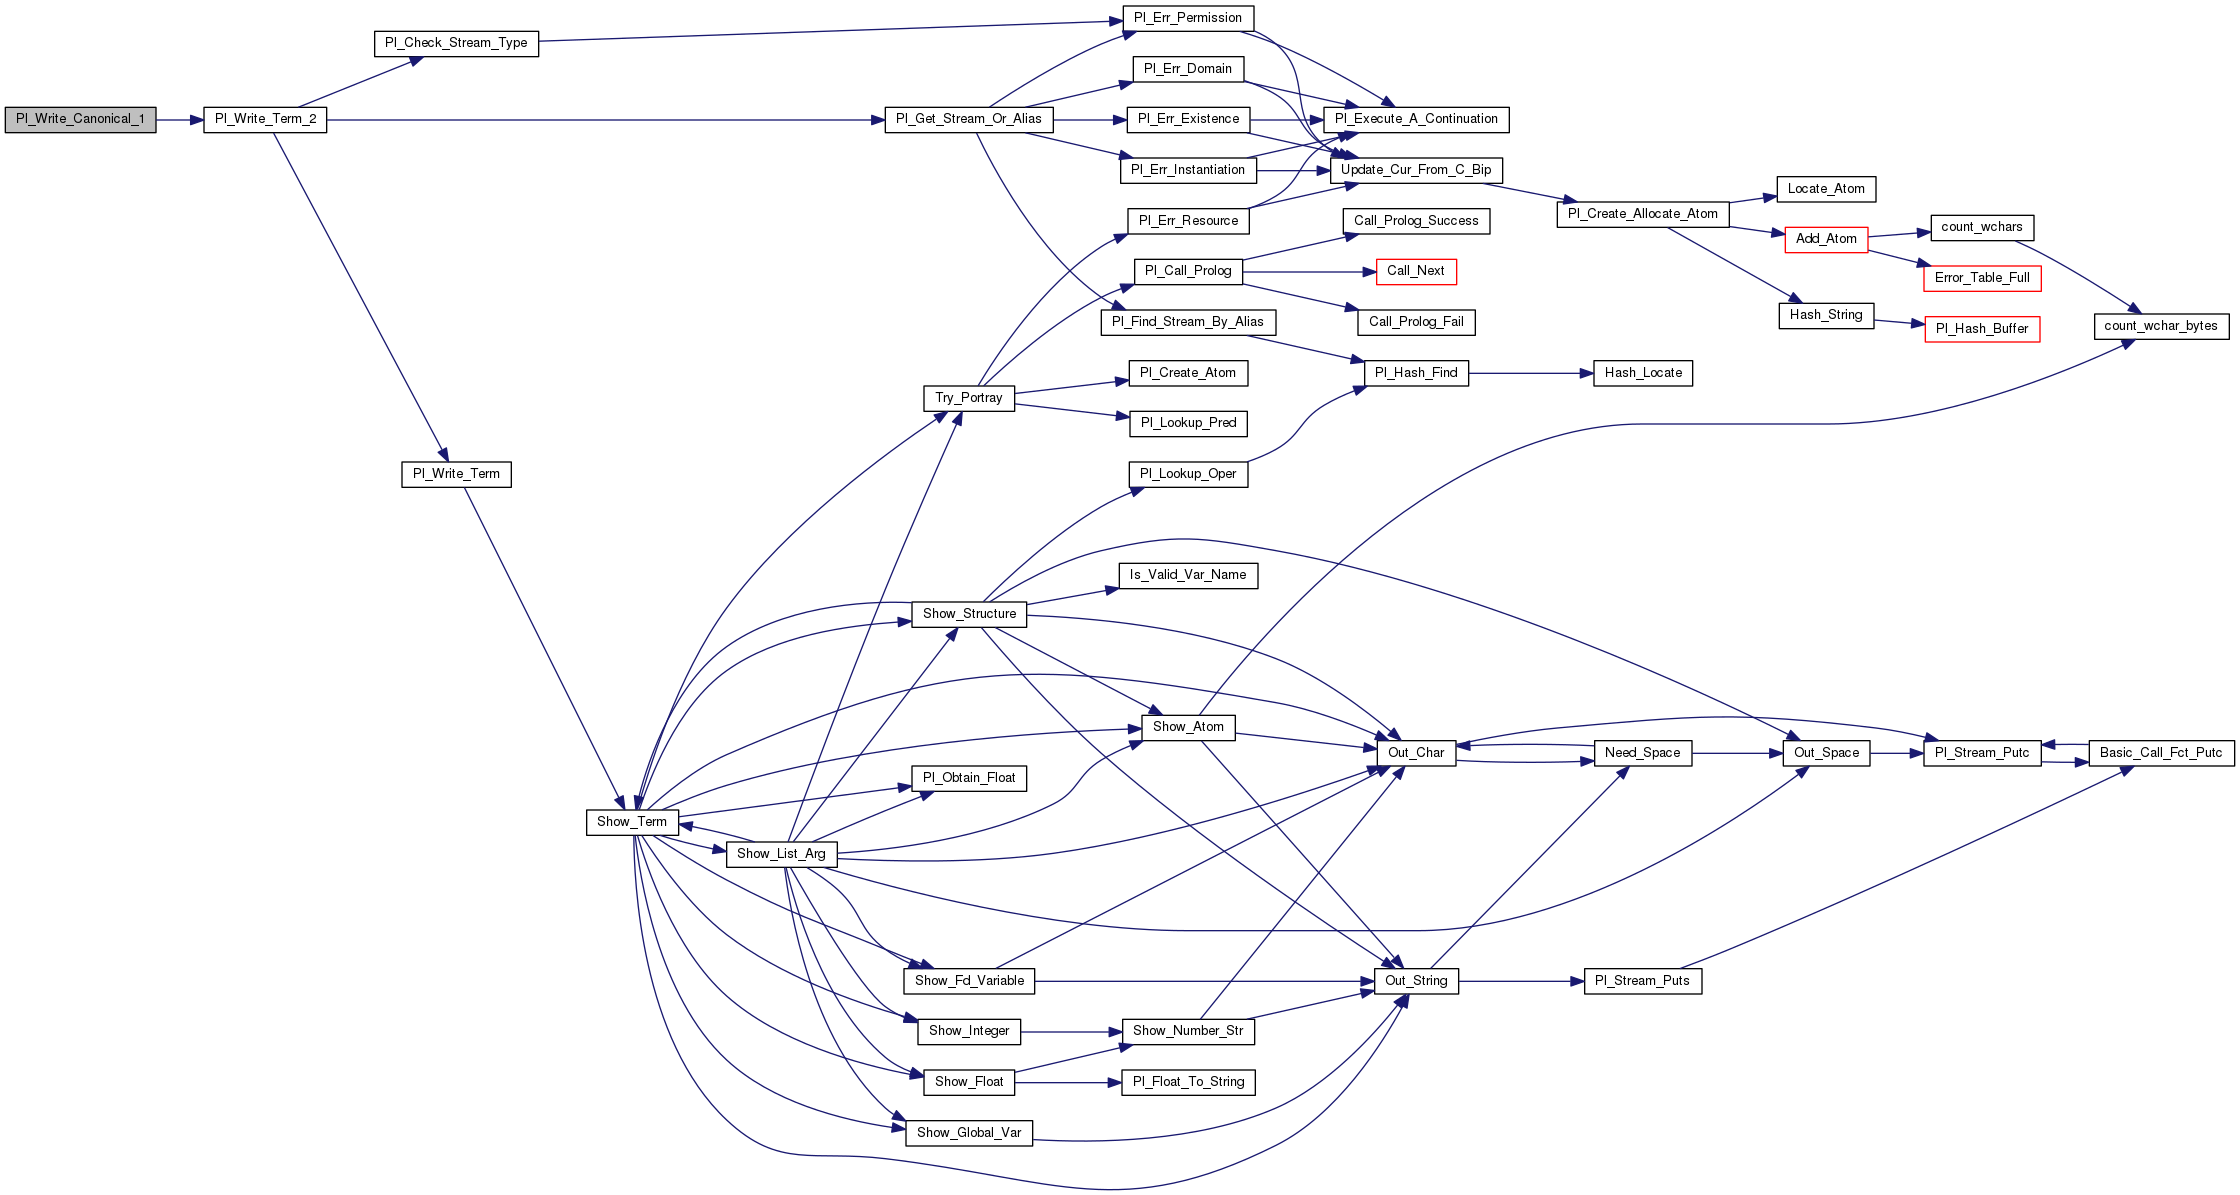 Pl_Write_Canonical_1
Pl_Write_Term_2
Pl_Check_Stream_Type
Pl_Write_Term
Show_Term
Show_List_Arg
Pl_Get_Stream_Or_Alias
Try_Portray
Show_Structure
Pl_Obtain_Float
Show_Fd_Variable
Show_Integer
Show_Float
Show_Global_Var
Pl_Err_Permission
Pl_Err_Domain
Pl_Err_Existence
Pl_Err_Instantiation
Pl_Err_Resource
Pl_Call_Prolog
Pl_Find_Stream_By_Alias
Pl_Create_Atom
Pl_Lookup_Pred
Pl_Lookup_Oper
Is_Valid_Var_Name
Show_Atom
Show_Number_Str
Pl_Float_To_String
Pl_Execute_A_Continuation
Update_Cur_From_C_Bip
Call_Prolog_Success
Call_Next
Call_Prolog_Fail
Pl_Hash_Find
Out_Char
Out_String
Pl_Create_Allocate_Atom
Hash_Locate
Need_Space
Pl_Stream_Puts
Locate_Atom
Add_Atom
Hash_String
Out_Space
count_wchars
Error_Table_Full
Pl_Hash_Buffer
Pl_Stream_Putc
count_wchar_bytes
Basic_Call_Fct_Putc